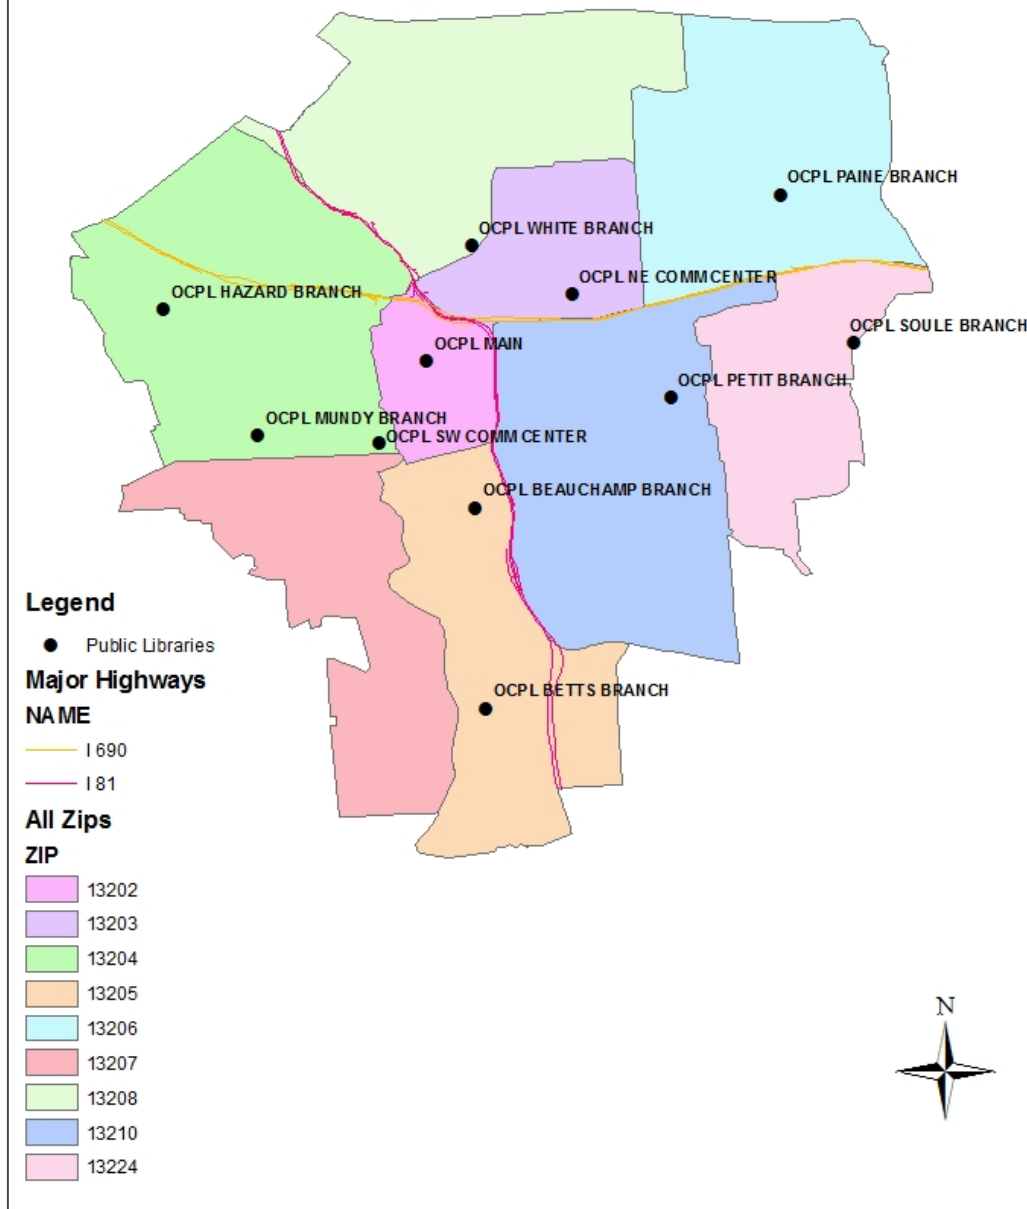 OCPL PAINE BRANCH
OCPL WHITE BRANCH
OCPL NE COMM CENTER
OCPL HAZARD BRANCH
OCPL SOULE BRANCH
OCPL MAIN
OCPL PETIT BRANCH
OCPL MUNDY BRANCH
OCPL SW COMM CENTER
OCPL BEAUCHAMP BRANCH
OCPL BETTS BRANCH
Legend
Public Libraries
Major Highways
NAME
I 690
I 81
All Zips
ZIP
13202
13203
13204
13205
13206
13207
13208
13210
13224
N